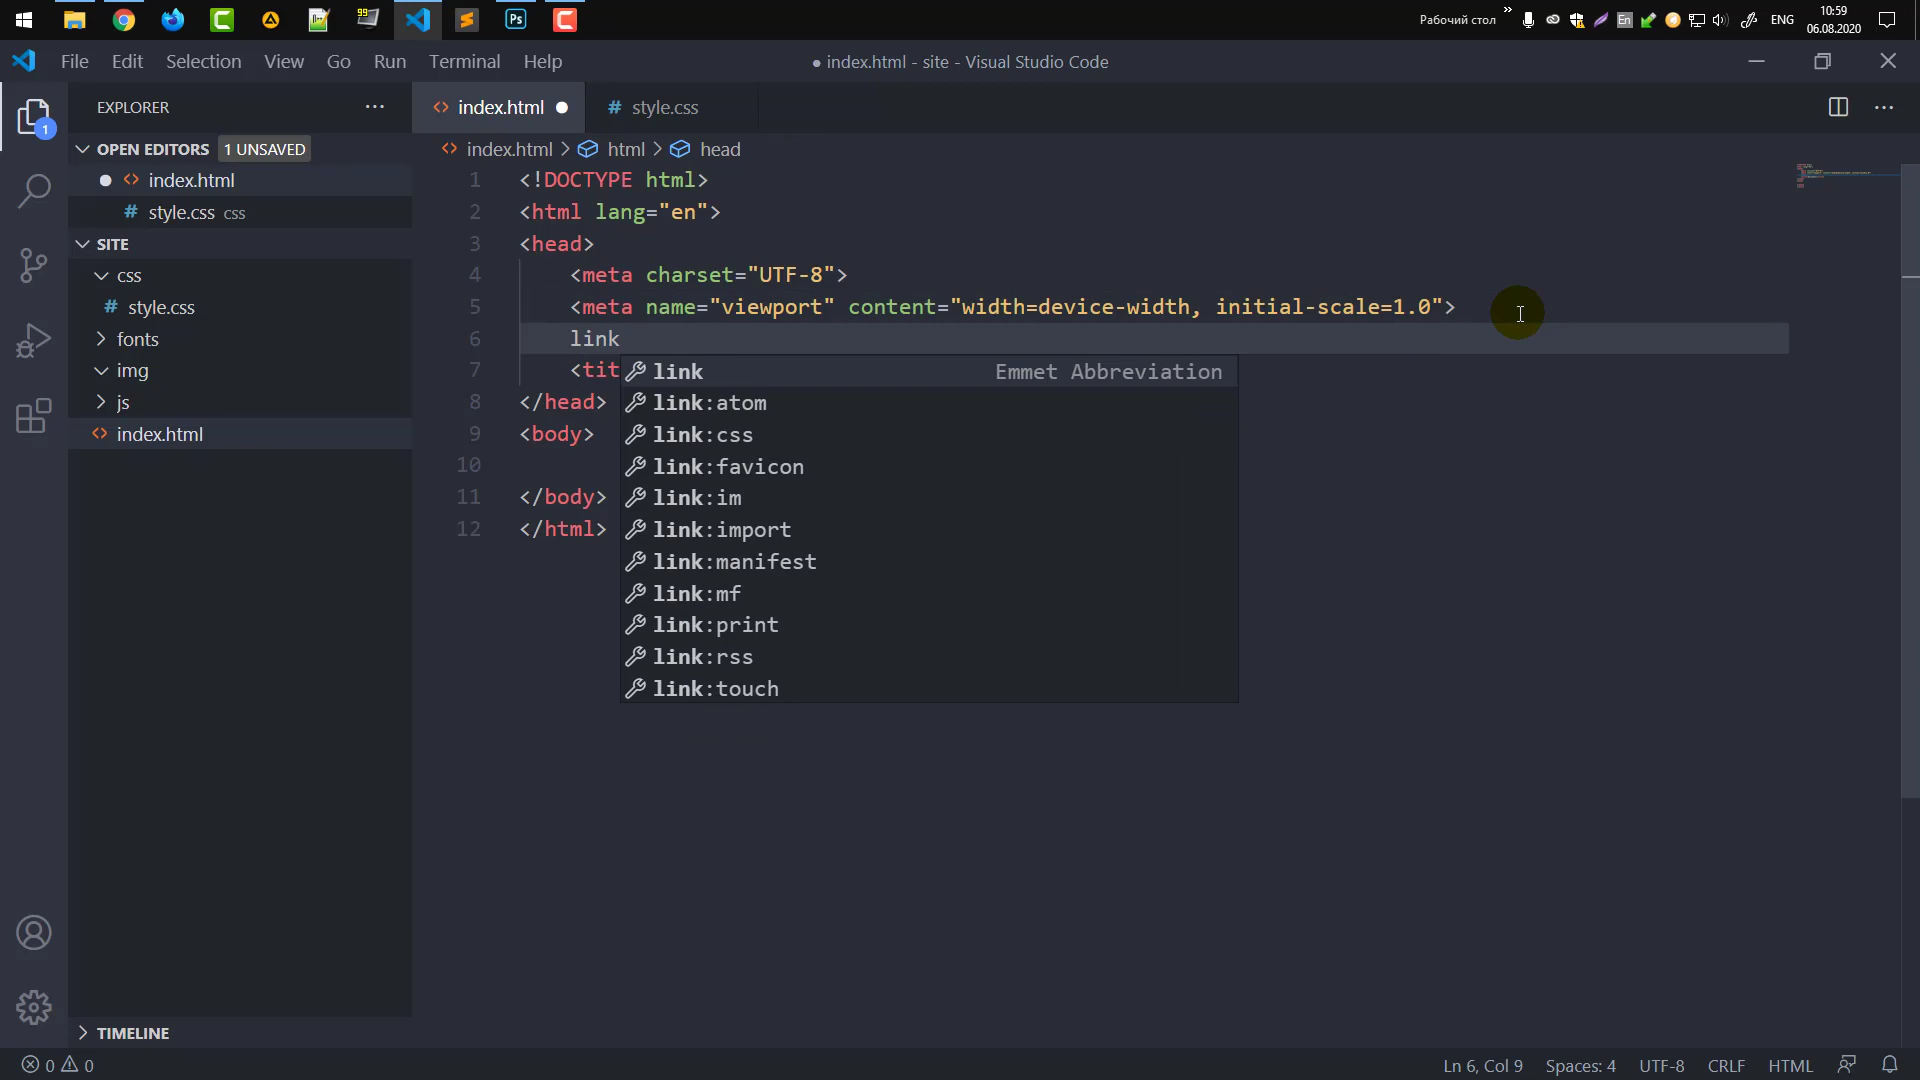 Рабочий стол » En ENG 10:59
06.08.2020
File Edit Selection View Go Run Terminal Help ● index.html - site - Visual Studio Code
EXPLORER ···
1
OPEN EDITORS 1 UNSAVED
index.html
style.css css
SITE
css
style.css
fonts
img
js
index.html
TIMELINE
index.html
# style.css
index.html > html > head
1 <!DOCTYPE html>
2 <html lang="en">
3 <head>
4 <meta charset="UTF-8">
5 <meta name="viewport" content="width=device-width, initial-scale=1.0">
6 link
7 <tit
8 </head>
9 <body>
10
11 </body>
12 </html>
link Emmet Abbreviation
link:atom
link:css
link:favicon
link:im
link:import
link:manifest
link:mf
link:print
link:rss
link:touch
0 0 Ln 6, Col 9 Spaces: 4 UTF-8 CRLF HTML